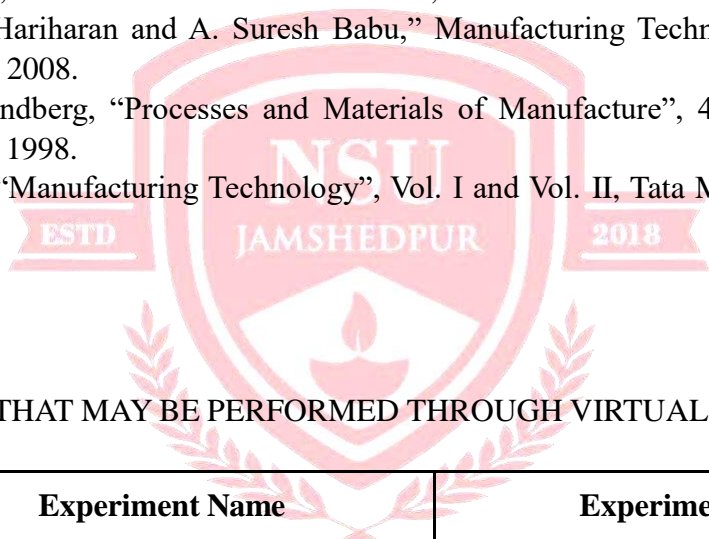 Hariharan and A. Suresh Babu,” Manufacturing Techn
2008.
ndberg, “Processes and Materials of Manufacture”, 4
1998.
“Manufacturing Technology”, Vol. I and Vol. II, Tata M
NSU
ESTD JAMSHEDPUR 2018
THAT MAY BE PERFORMED THROUGH VIRTUAL
Experiment Name Experime